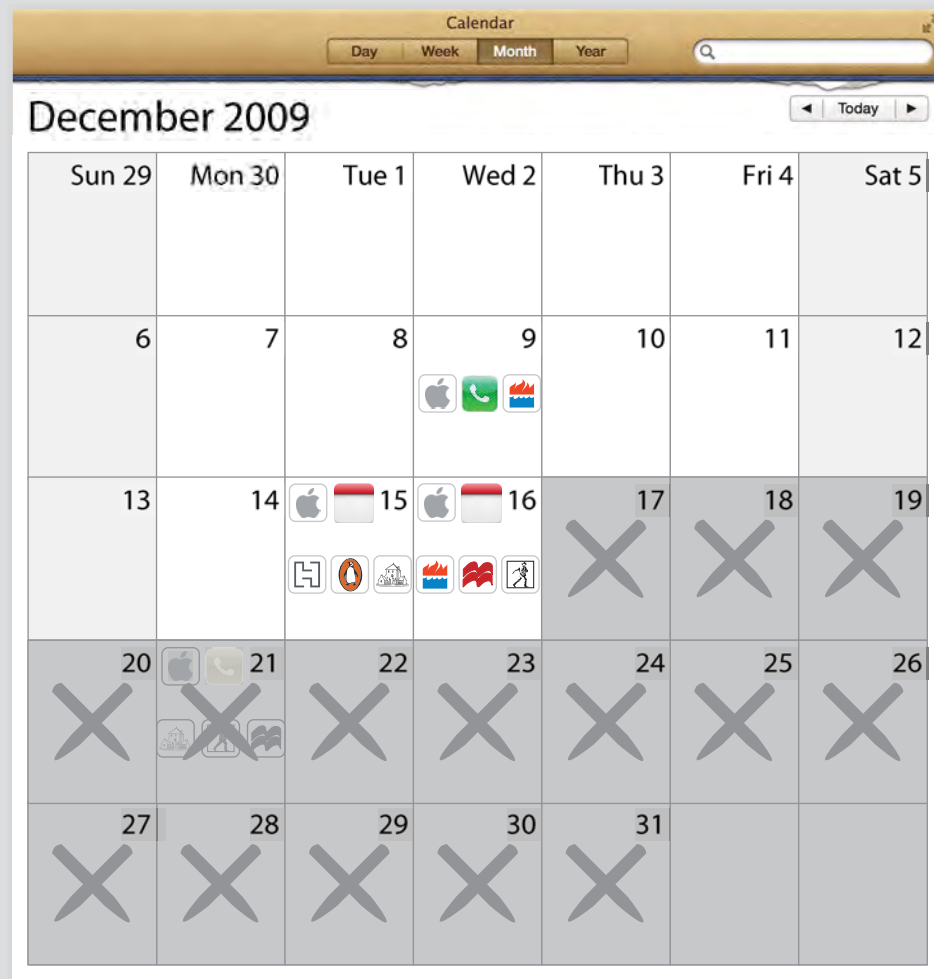 Calendar
Day Week Month Year
December 2009
Today
Sun 29 Mon 30 Tue 1 Wed 2 Thu 3 Fri 4 Sat 5
6 7 8 9 10 11 12
13 14 15 16 17 18 19
20 21 22 23 24 25 26
27 28 29 30 31